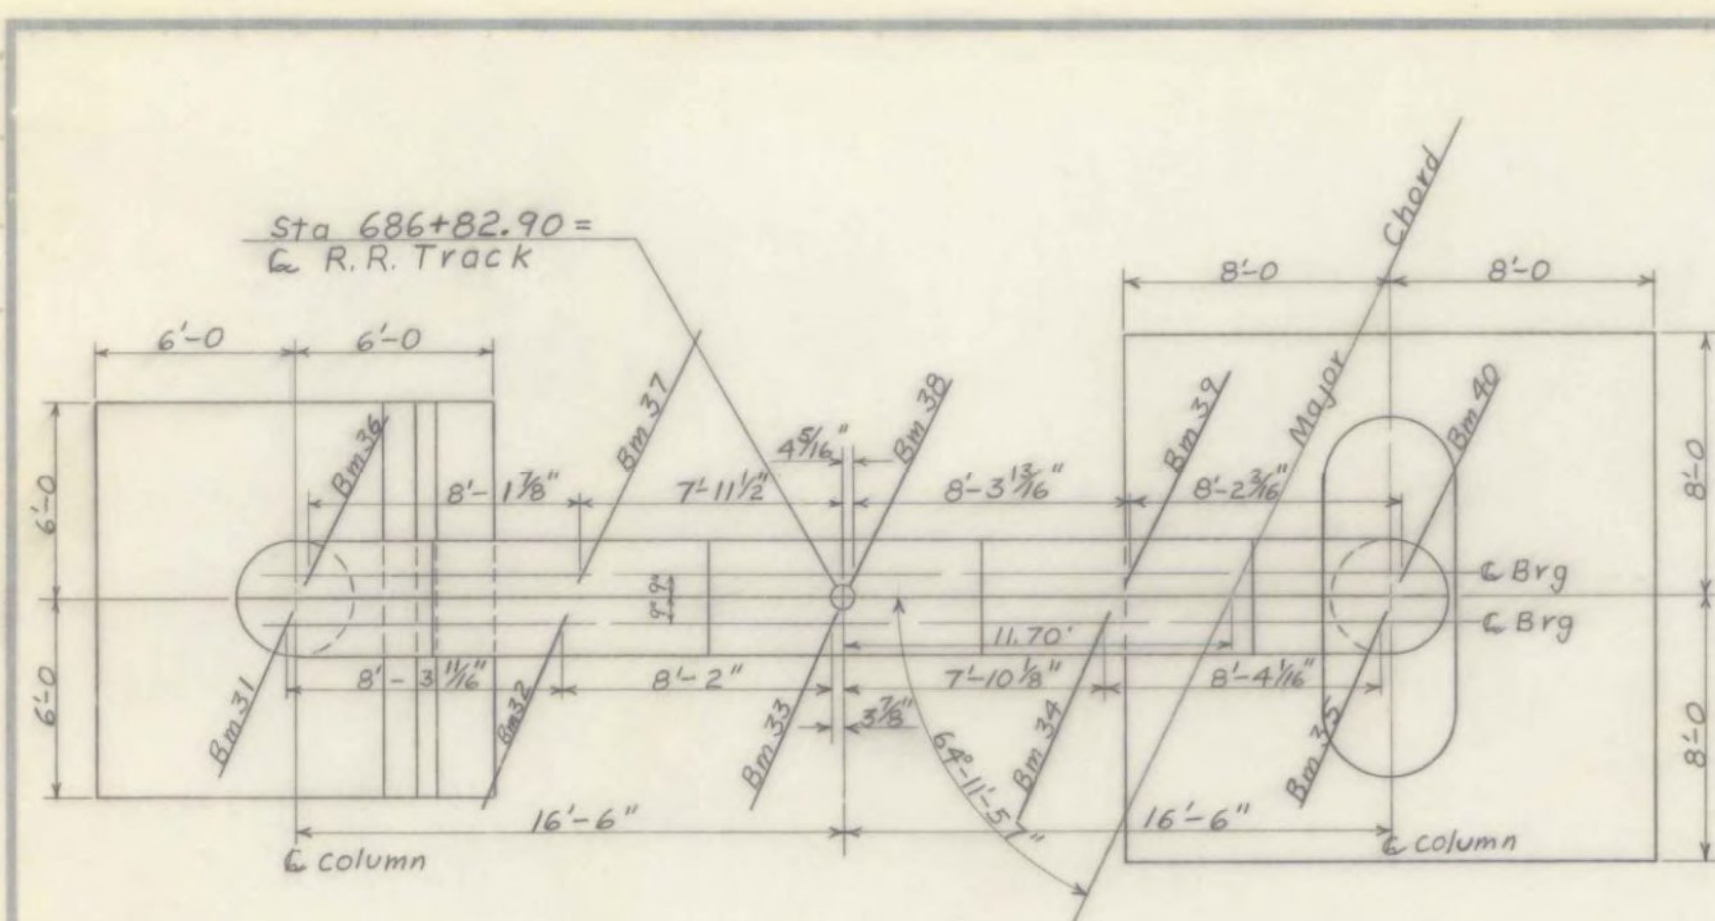 Sta 686+82.90 =
℄ R.R. Track
Chord
Major
8'-0
8'-0
6'-0
6'-0
Bm 36
Bm 37
4 5/16"
Bm 38
Bm 39
Bm 40
8'-1 7/8"
7'-11 1/2"
8'-3 13/16"
8'-2 3/16"
6'-0
8'-0
9"
9"
℄ Brg
℄ Brg
11.70'
8'-3 11/16"
8'-2"
7'-10 1/8"
8'-4 1/16"
6'-0
8'-0
3 7/8"
Bm 31
Bm 32
Bm 33
Bm 34
Bm 35
64°-11'-57"
16'-6"
16'-6"
℄ column
℄ column